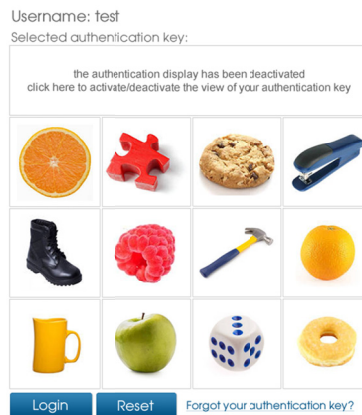 Username: test
Selected authentication key:
the authentication display has been deactivated
click here to activate/deactivate the view of your authentication key
Login
Reset
Forgot your authentication key?